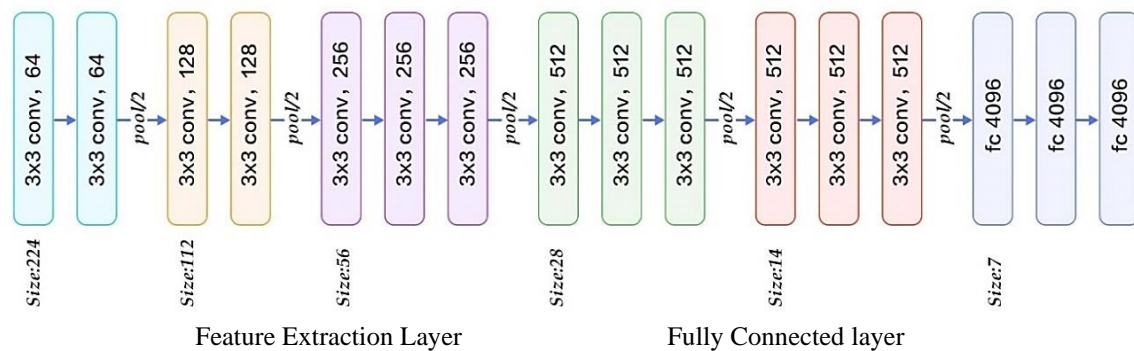 3x3 conv, 64
3x3 conv, 64
pool/2
3x3 conv, 128
3x3 conv, 128
pool/2
3x3 conv, 256
3x3 conv, 256
3x3 conv, 256
pool/2
3x3 conv, 512
3x3 conv, 512
3x3 conv, 512
pool/2
3x3 conv, 512
3x3 conv, 512
3x3 conv, 512
pool/2
fc 4096
fc 4096
fc 4096
Size:224
Size:112
Size:56
Size:28
Size:14
Size:7
Feature Extraction Layer
Fully Connected layer